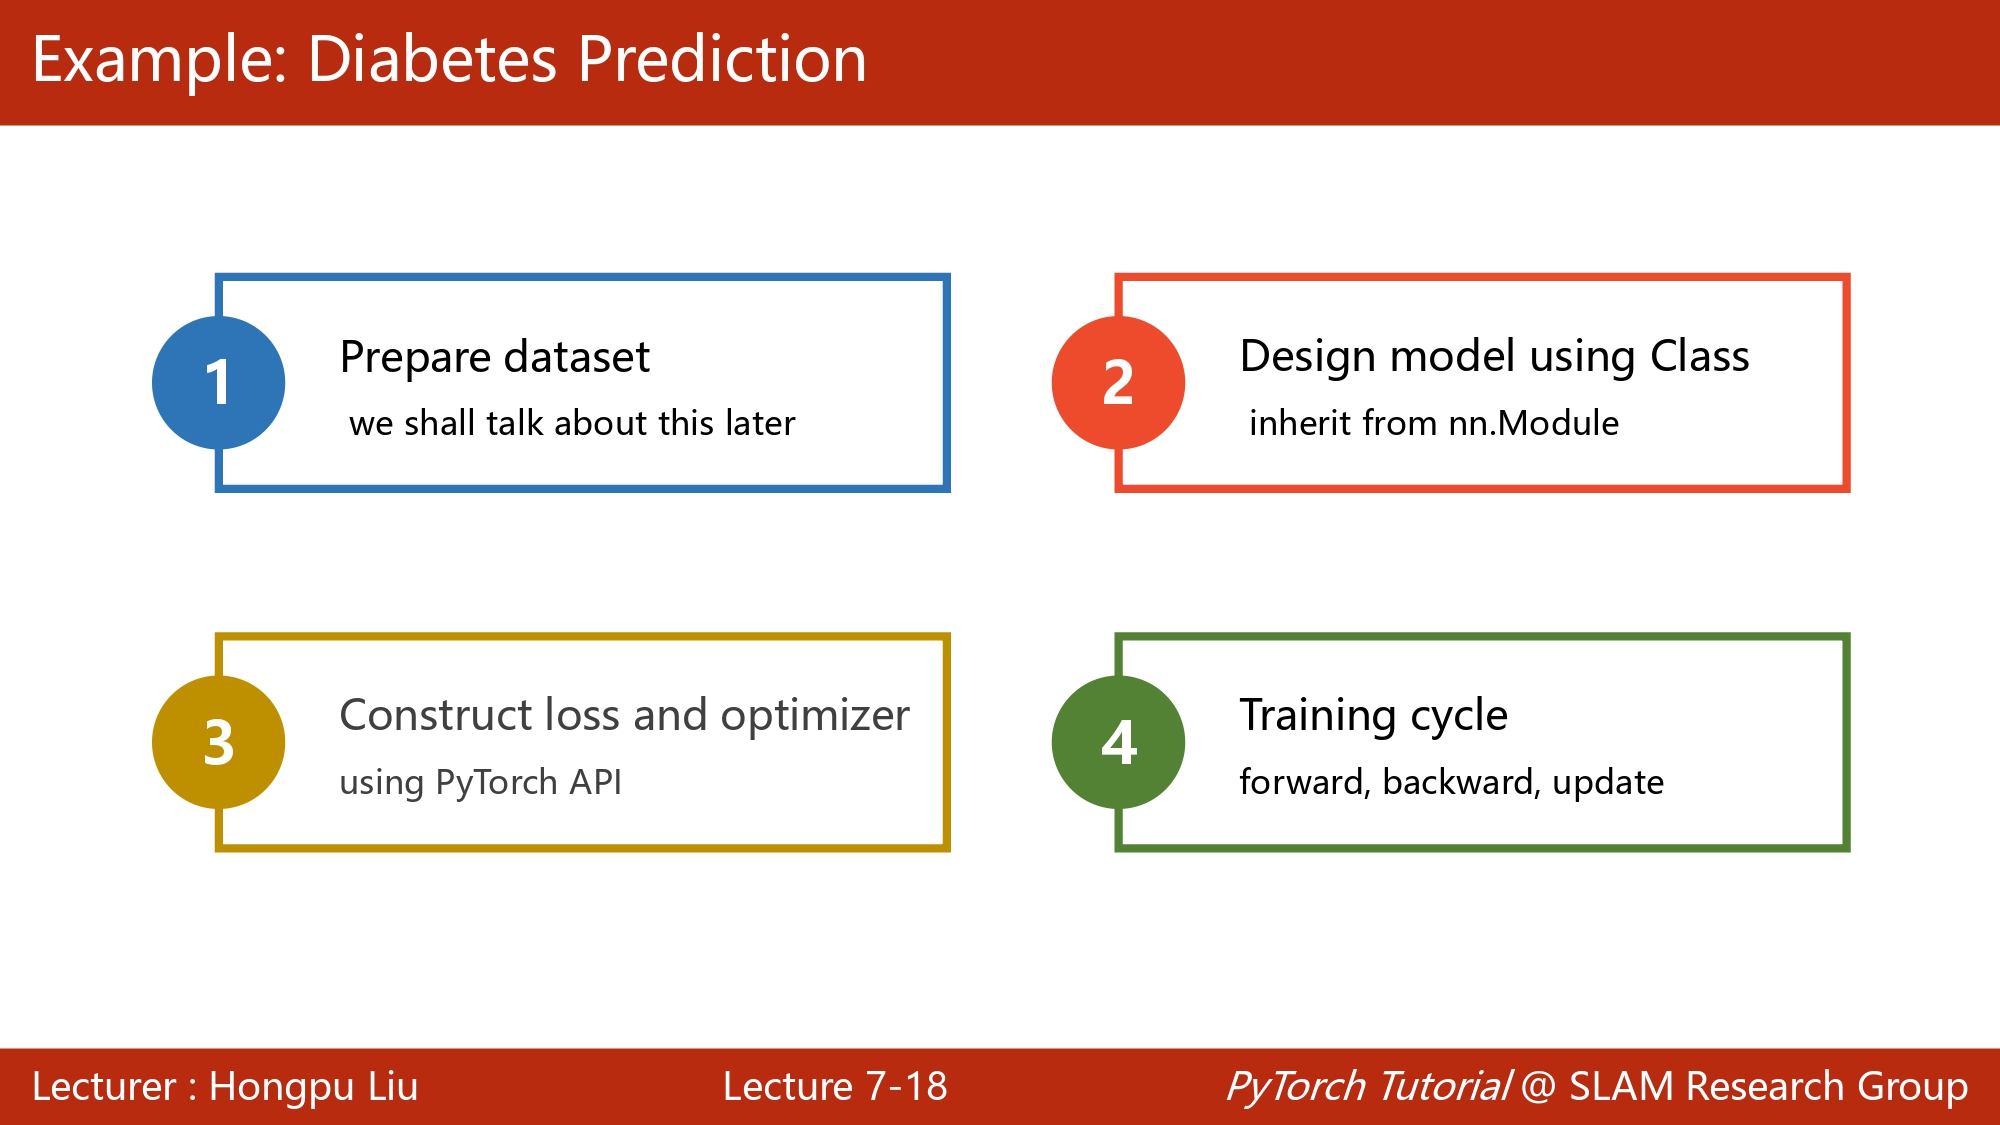 Example: Diabetes Prediction
1
Prepare dataset
we shall talk about this later
2
Design model using Class
inherit from nn.Module
3
Construct loss and optimizer
using PyTorch API
4
Training cycle
forward, backward, update
Lecturer : Hongpu Liu
Lecture 7-18
PyTorch Tutorial @ SLAM Research Group